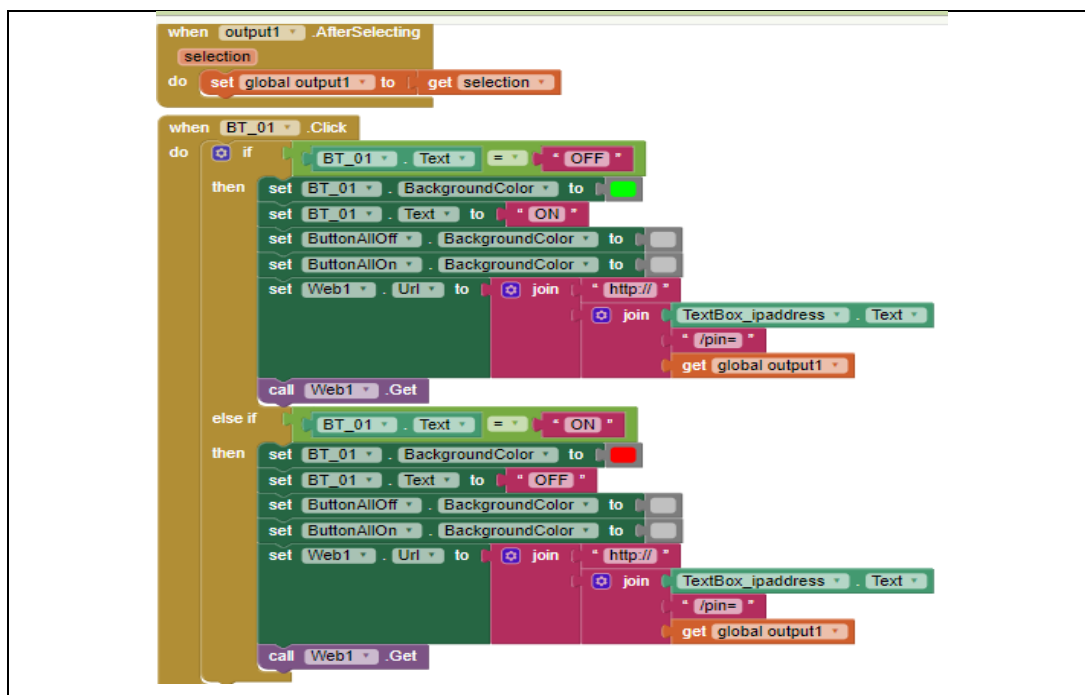 when output1 .AfterSelecting
selection
do set global output1 to get selection
when BT_01 .Click
do if BT_01 . Text = " OFF "
then set BT_01 . BackgroundColor to
set BT_01 . Text to " ON "
set ButtonAllOff . BackgroundColor to
set ButtonAllOn . BackgroundColor to
set Web1 . Url to join " http:// "
join TextBox_ipaddress . Text
" /pin= "
get global output1
call Web1 .Get
else if BT_01 . Text = " ON "
then set BT_01 . BackgroundColor to
set BT_01 . Text to " OFF "
set ButtonAllOff . BackgroundColor to
set ButtonAllOn . BackgroundColor to
set Web1 . Url to join " http:// "
join TextBox_ipaddress . Text
" /pin= "
get global output1
call Web1 .Get